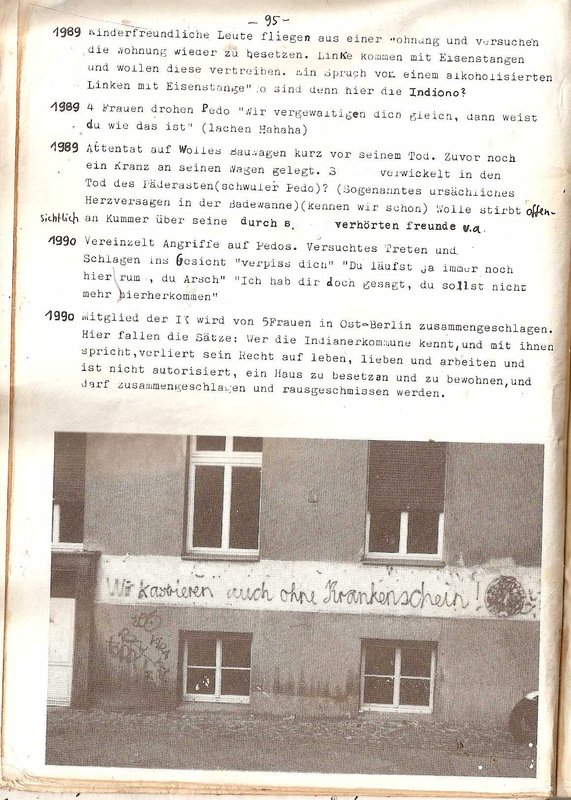 - 95 -
1989 Kinderfreundliche Leute fliegen aus einer Wohnung und versuchen
die Wohnung wieder zu besetzen. Linke kommen mit Eisenstangen
und wollen diese vertreiben. Ein Spruch von einem alkoholisierten
Linken mit Eisenstange"Wo sind denn hier die Indiono?
1989 4 Frauen drohen Pedo "Wir vergewaltigen dich gleich, dann weist
du wie das ist" (lachen Hahaha)
1989 Attentat auf Wolles Bauwagen kurz vor seinem Tod. Zuvor noch
ein Kranz an seinen Wagen gelegt. verwickelt in den
Tod des Päderasten(schwuler Pedo)? (Sogenanntes ursächliches
Herzversagen in der Badewanne)(kennen wir schon) Wolle stirbt offen-
sichtlich an Kummer über seine durch s. verhörten freunde u.a.
1990 Vereinzelt Angriffe auf Pedos. Versuchtes Treten und
Schlagen ins Gesicht "verpiss dich" "Du läufst ja immer noch
hier rum , du Arsch" "Ich hab dir doch gesagt, du sollst nicht
mehr hierherkommen"
1990 Mitglied der IK wird von 5Frauen in Ost-Berlin zusammengeschlagen.
Hier fallen die Sätze: Wer die Indianerkommune kennt,und mit ihnen
spricht,verliert sein Recht auf leben, lieben und arbeiten und
ist nicht autorisiert, ein Haus zu besetzen und zu bewohnen,und
darf zusammengeschlagen und rausgeschmissen werden.
Wir kastrieren auch ohne Krankenschein!